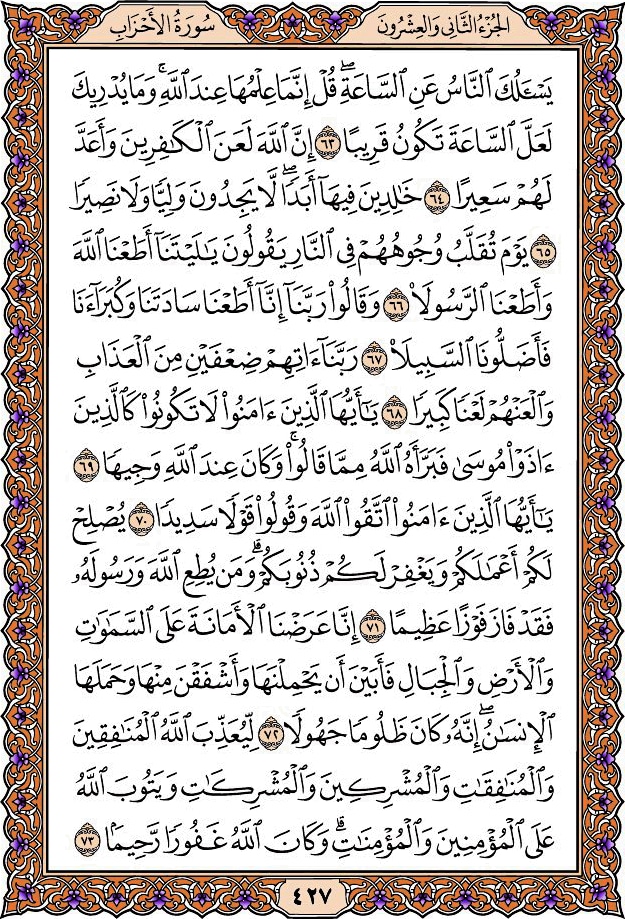 الجُزْءُ الثَّانِي وَالعِشْرُونَ
سُورَةُ الأَحْزَابِ
يَسْـَٔلُكَ ٱلنَّاسُ عَنِ ٱلسَّاعَةِۖ قُلْ إِنَّمَا عِلْمُهَا عِندَ ٱللَّهِۚ وَمَا يُدْرِيكَ
لَعَلَّ ٱلسَّاعَةَ تَكُونُ قَرِيبًا ٦٣ إِنَّ ٱللَّهَ لَعَنَ ٱلْكَٰفِرِينَ وَأَعَدَّ
لَهُمْ سَعِيرًا ٦٤ خَٰلِدِينَ فِيهَآ أَبَدًاۖ لَّا يَجِدُونَ وَلِيًّا وَلَا نَصِيرًا
٦٥ يَوْمَ تُقَلَّبُ وُجُوهُهُمْ فِي ٱلنَّارِ يَقُولُونَ يَٰلَيْتَنَآ أَطَعْنَا ٱللَّهَ
وَأَطَعْنَا ٱلرَّسُولَا۠ ٦٦ وَقَالُوا۟ رَبَّنَآ إِنَّآ أَطَعْنَا سَادَتَنَا وَكُبَرَآءَنَا
فَأَضَلُّونَا ٱلسَّبِيلَا۠ ٦٧ رَبَّنَآ ءَاتِهِمْ ضِعْفَيْنِ مِنَ ٱلْعَذَابِ
وَٱلْعَنْهُمْ لَعْنًا كَبِيرًا ٦٨ يَٰٓأَيُّهَا ٱلَّذِينَ ءَامَنُوا۟ لَا تَكُونُوا۟ كَٱلَّذِينَ
ءَاذَوْا۟ مُوسَىٰ فَبَرَّأَهُ ٱللَّهُ مِمَّا قَالُوا۟ۚ وَكَانَ عِندَ ٱللَّهِ وَجِيهًا ٦٩
يَٰٓأَيُّهَا ٱلَّذِينَ ءَامَنُوا۟ ٱتَّقُوا۟ ٱللَّهَ وَقُولُوا۟ قَوْلًا سَدِيدًا ٧٠ يُصْلِحْ
لَكُمْ أَعْمَٰلَكُمْ وَيَغْفِرْ لَكُمْ ذُنُوبَكُمْۗ وَمَن يُطِعِ ٱللَّهَ وَرَسُولَهُۥ
فَقَدْ فَازَ فَوْزًا عَظِيمًا ٧١ إِنَّا عَرَضْنَا ٱلْأَمَانَةَ عَلَى ٱلسَّمَٰوَٰتِ
وَٱلْأَرْضِ وَٱلْجِبَالِ فَأَبَيْنَ أَن يَحْمِلْنَهَا وَأَشْفَقْنَ مِنْهَا وَحَمَلَهَا
ٱلْإِنسَٰنُۖ إِنَّهُۥ كَانَ ظَلُومًا جَهُولًا ٧٢ لِّيُعَذِّبَ ٱللَّهُ ٱلْمُنَٰفِقِينَ
وَٱلْمُنَٰفِقَٰتِ وَٱلْمُشْرِكِينَ وَٱلْمُشْرِكَٰتِ وَيَتُوبَ ٱللَّهُ
عَلَى ٱلْمُؤْمِنِينَ وَٱلْمُؤْمِنَٰتِۗ وَكَانَ ٱللَّهُ غَفُورًا رَّحِيمًۢا ٧٣
٤٢٧